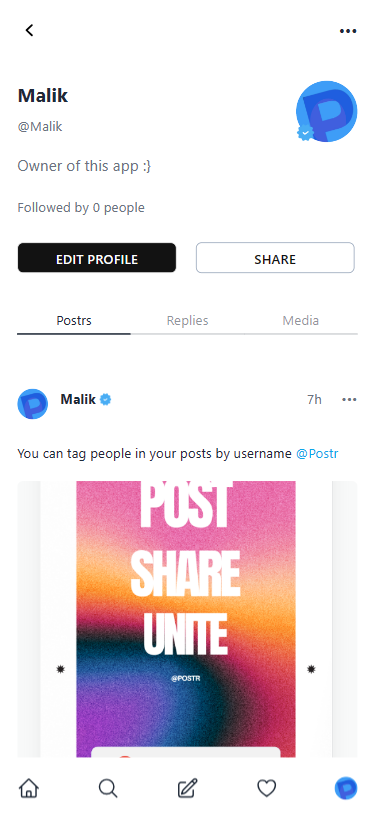 Malik
@Malik
Owner of this app :}
Followed by 0 people
EDIT PROFILE
SHARE
Postrs
Replies
Media
Malik
7h
You can tag people in your posts by username @Postr
POST
SHARE
UNITE
@POSTR